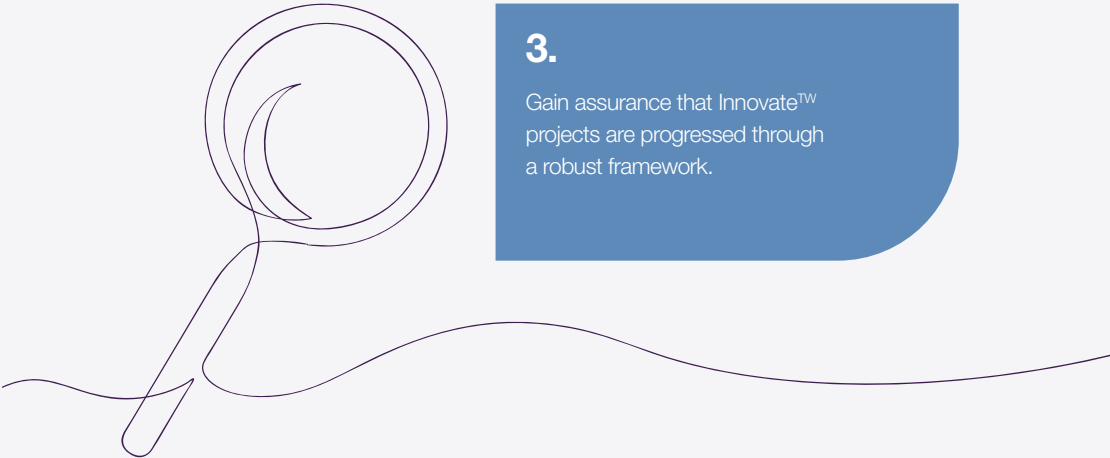 3.
Gain assurance that Innovateᵀᵂ
projects are progressed through
a robust framework.